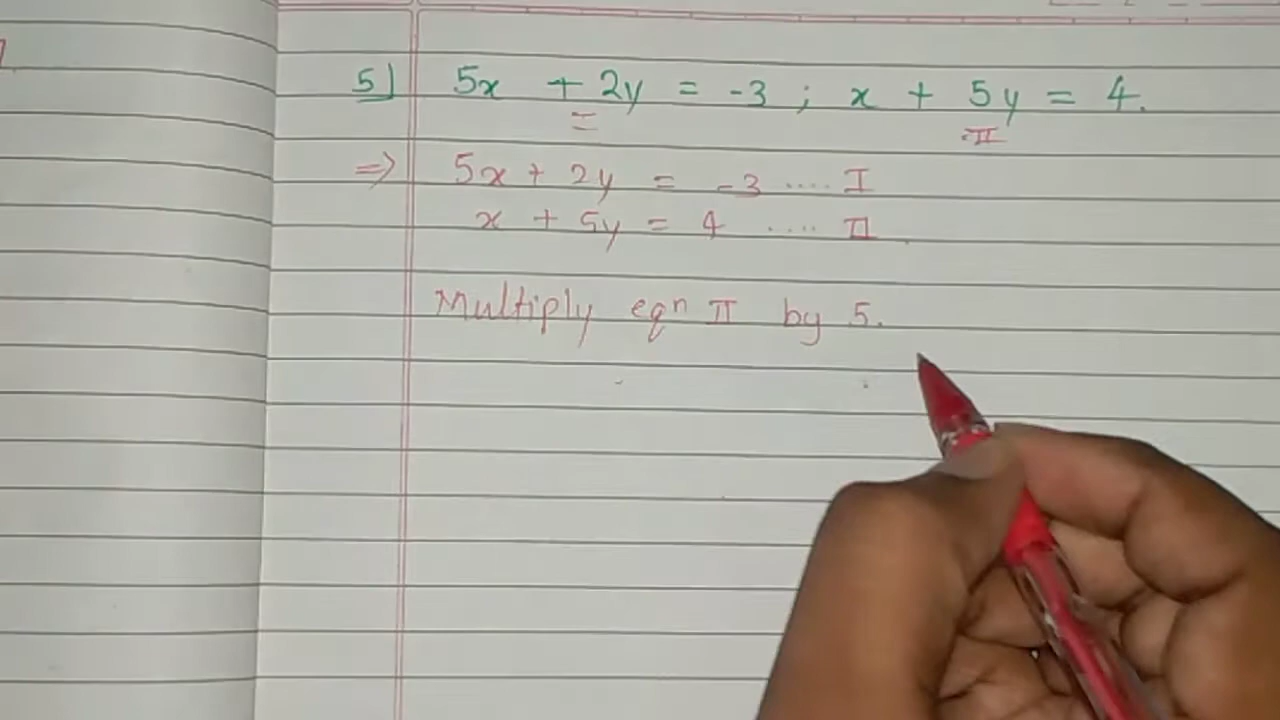 5] 5x + 2y = -3 ; x + 5y = 4.
II
⇒ 5x + 2y = -3 .... I
x + 5y = 4 .... II
Multiply eqn II by 5.